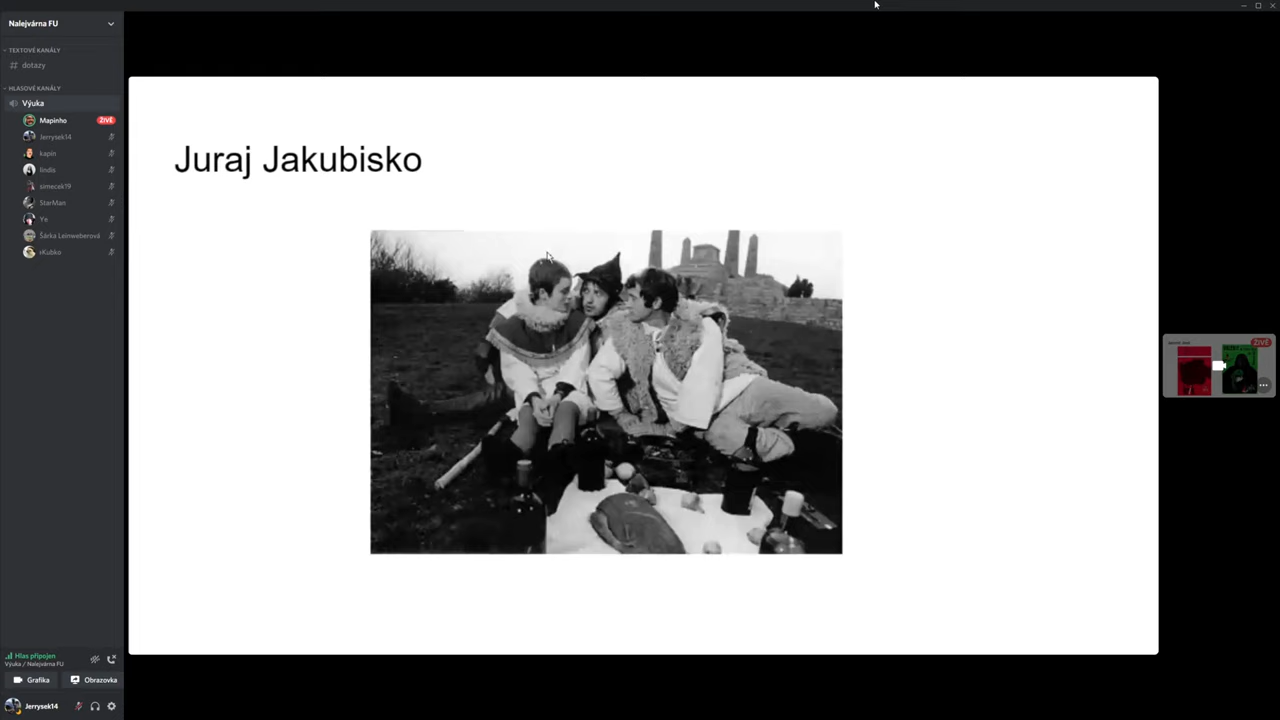 Nalejvárna FU
TEXTOVÉ KANÁLY
# dotazy
HLASOVÉ KANÁLY
Výuka
Mapinho ŽIVĚ
Jerrysek14
kapin
lindis
simecek19
StarMan
Ye
Šárka Leinweberová
rKubko
Juraj Jakubisko
ŽIVĚ
Hlas připojen
Výuka / Nalejvárna FU
Grafika Obrazovka
Jerrysek14